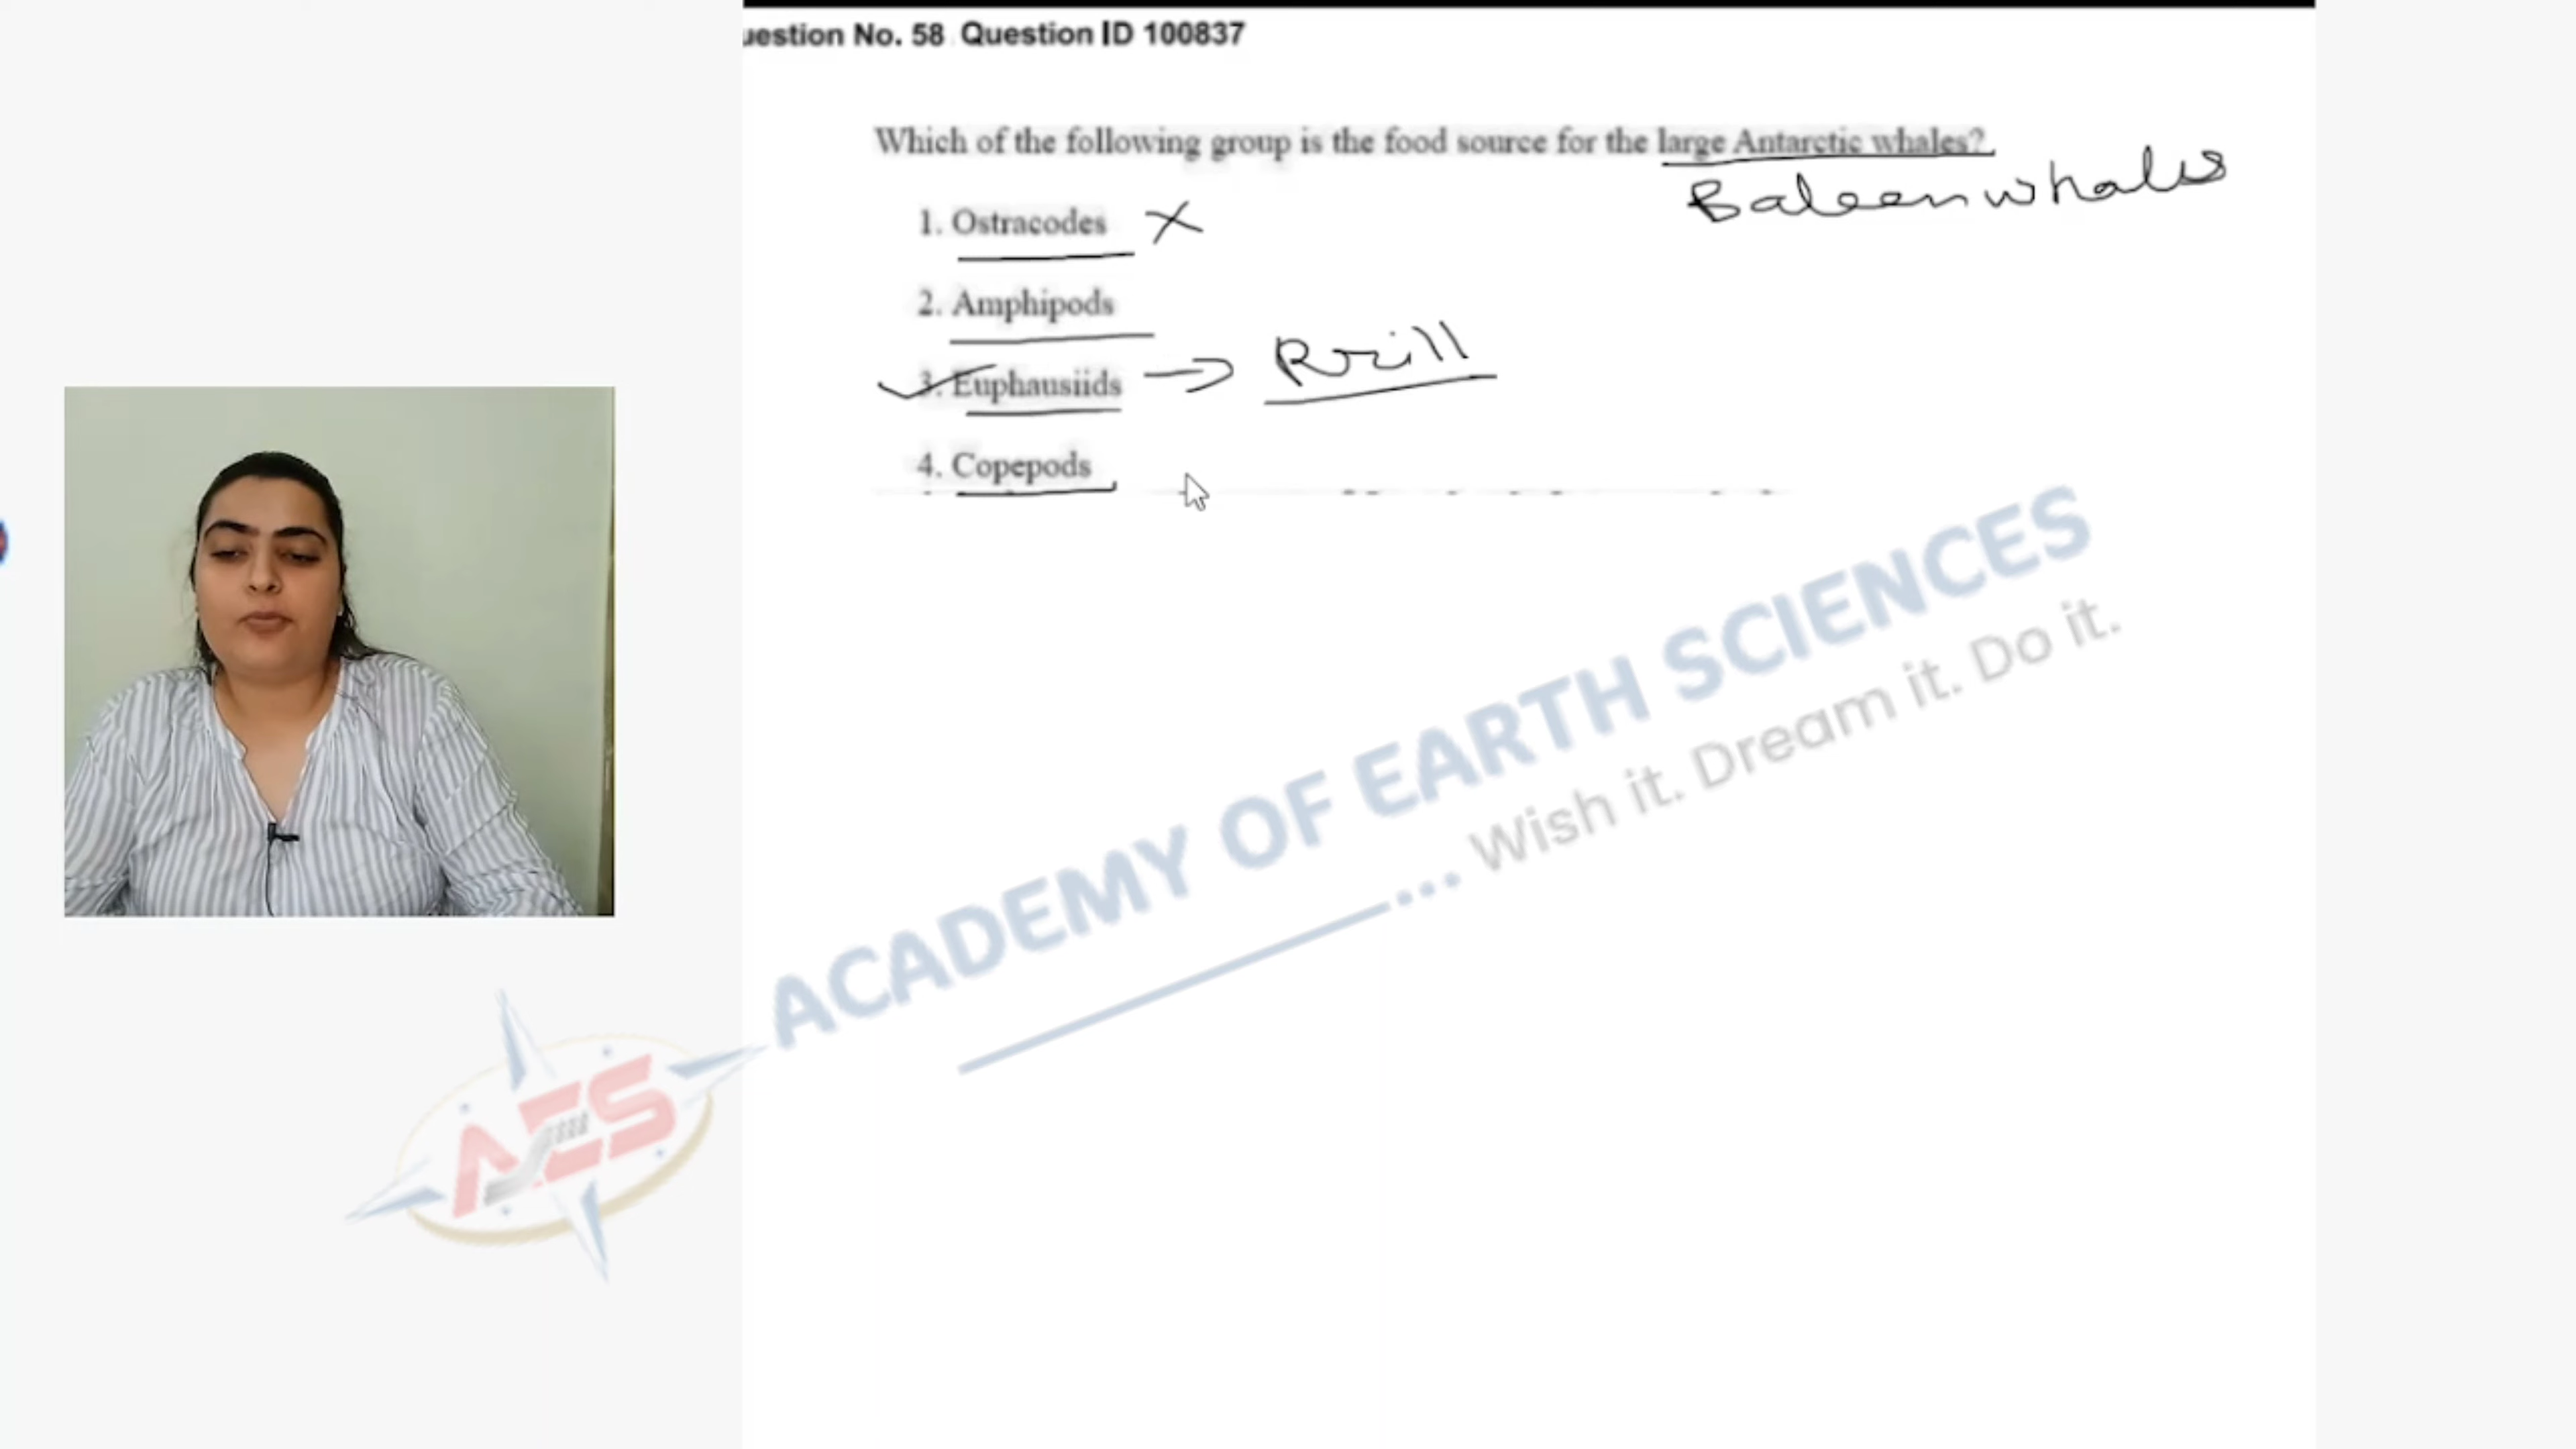 uestion No. 58 Question ID 100837
Which of the following group is the food source for the large Antarctic whales?
Baleen whales
1. Ostracodes X
2. Amphipods
3. Euphausiids → Krill
4. Copepods
ACADEMY OF EARTH SCIENCES
... Wish it. Dream it. Do it.
AES